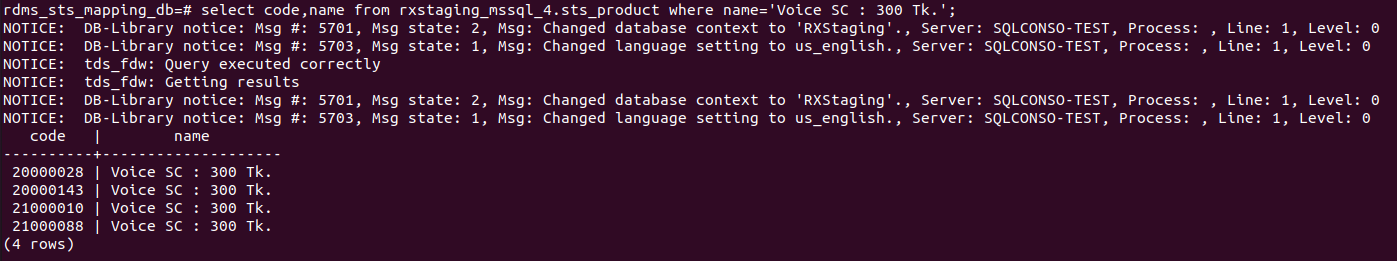 rdms_sts_mapping_db=# select code,name from rxstaging_mssql_4.sts_product where name='Voice SC : 300 Tk.';
NOTICE:  DB-Library notice: Msg #: 5701, Msg state: 2, Msg: Changed database context to 'RXStaging'., Server: SQLCONSO-TEST, Process: , Line: 1, Level: 0
NOTICE:  DB-Library notice: Msg #: 5703, Msg state: 1, Msg: Changed language setting to us_english., Server: SQLCONSO-TEST, Process: , Line: 1, Level: 0
NOTICE:  tds_fdw: Query executed correctly
NOTICE:  tds_fdw: Getting results
NOTICE:  DB-Library notice: Msg #: 5701, Msg state: 2, Msg: Changed database context to 'RXStaging'., Server: SQLCONSO-TEST, Process: , Line: 1, Level: 0
NOTICE:  DB-Library notice: Msg #: 5703, Msg state: 1, Msg: Changed language setting to us_english., Server: SQLCONSO-TEST, Process: , Line: 1, Level: 0
   code   |        name
----------+--------------------
 20000028 | Voice SC : 300 Tk.
 20000143 | Voice SC : 300 Tk.
 21000010 | Voice SC : 300 Tk.
 21000088 | Voice SC : 300 Tk.
(4 rows)